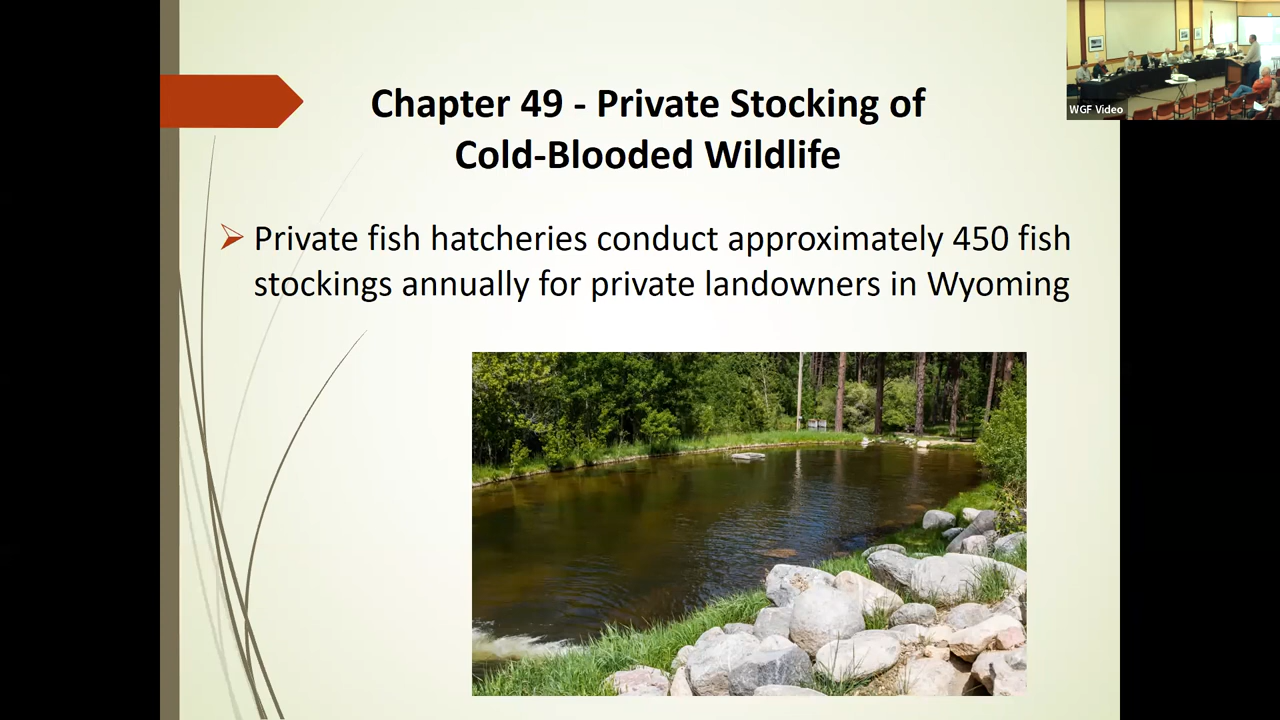 Chapter 49 - Private Stocking of
Cold-Blooded Wildlife
Private fish hatcheries conduct approximately 450 fish
stockings annually for private landowners in Wyoming
WGF Video